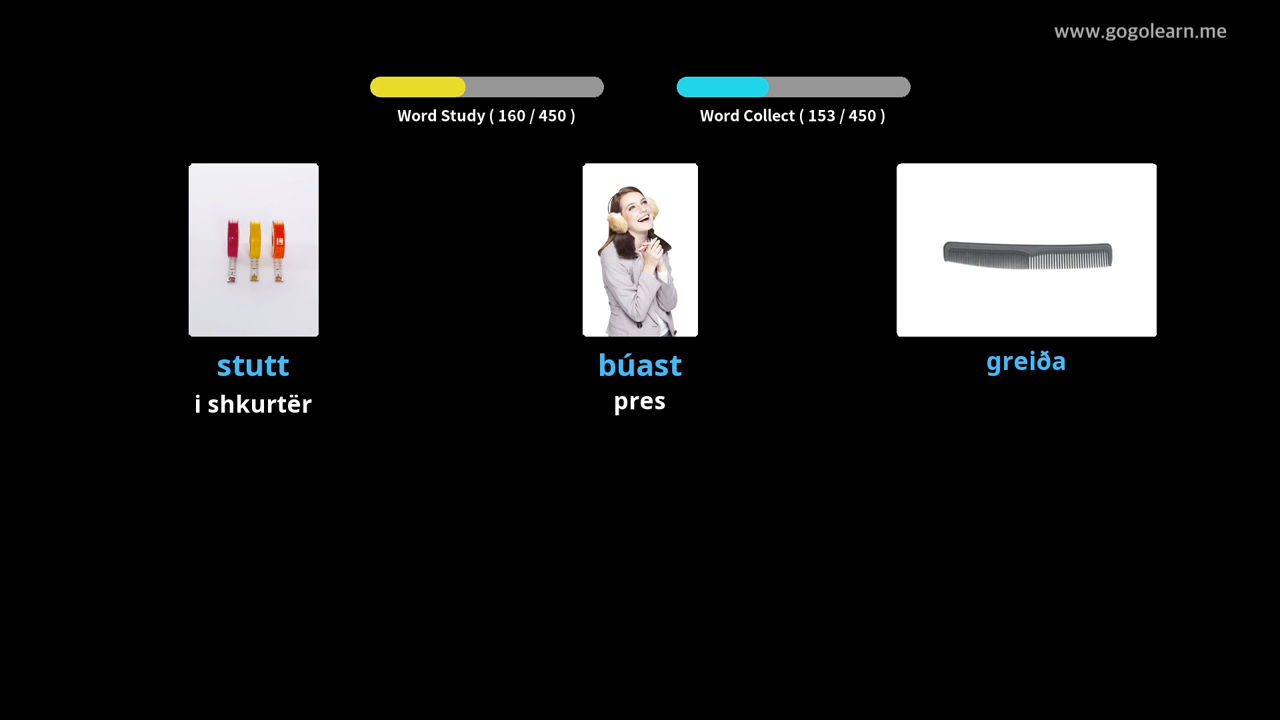 www.gogolearn.me
Word Study ( 160 / 450 )
Word Collect ( 153 / 450 )
stutt
i shkurtër
búast
pres
greiða